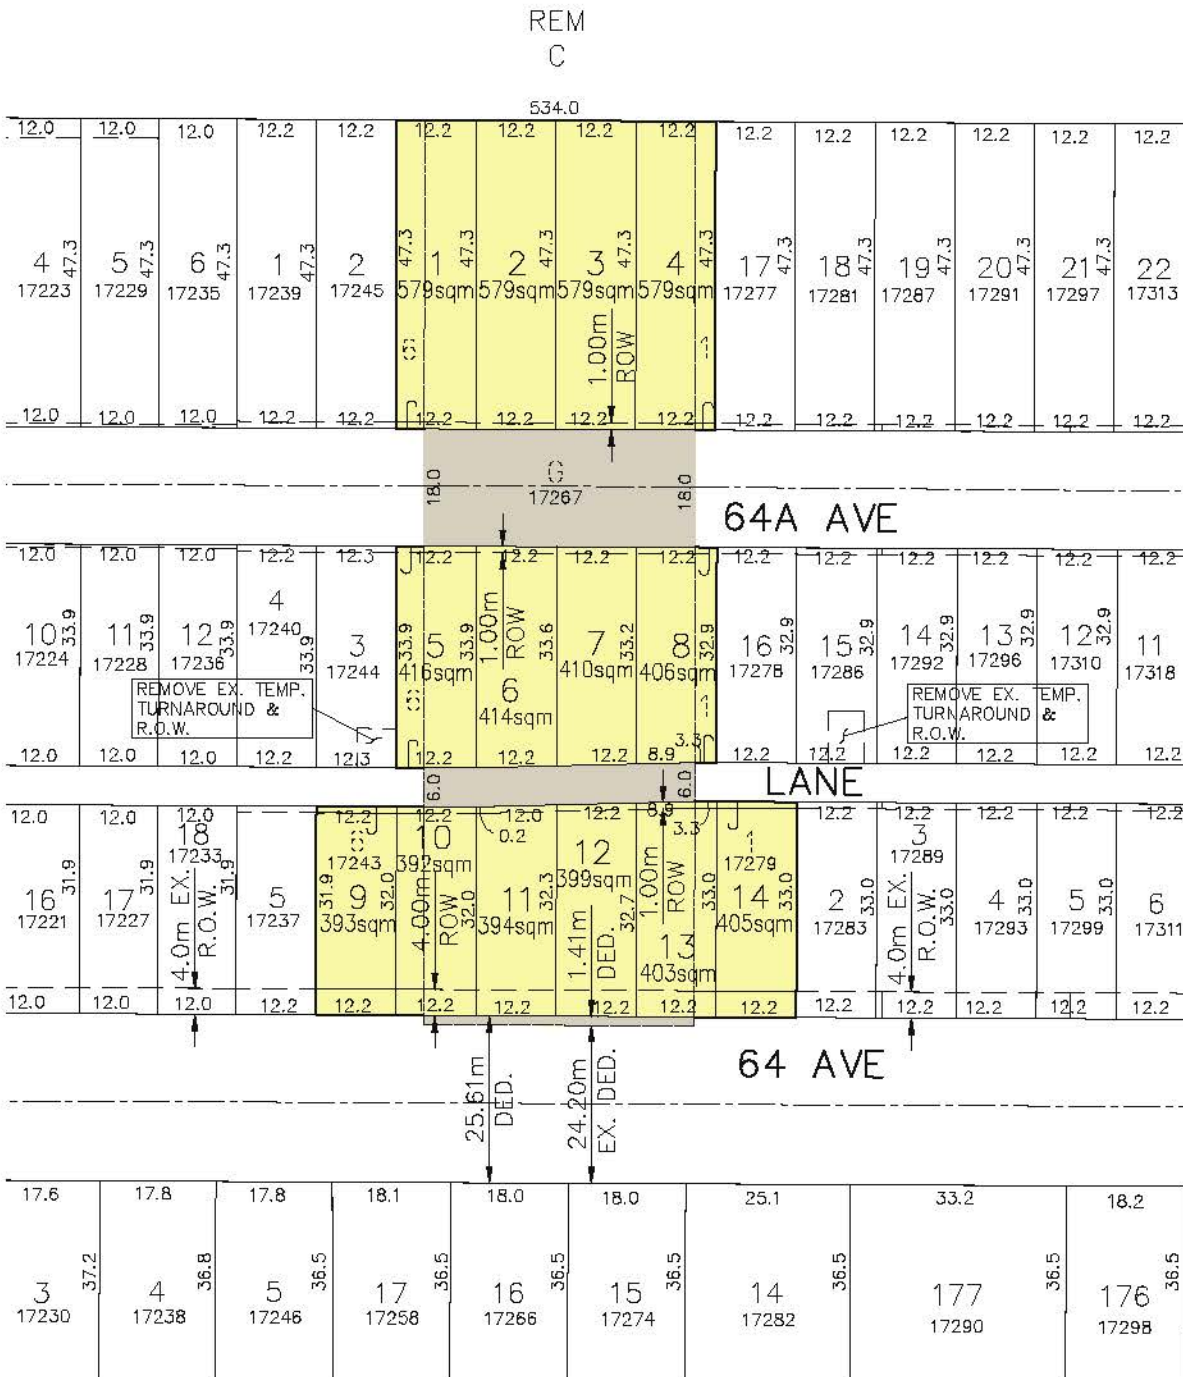 REM
C
534.0
12.0 12.0 12.0 12.2 12.2 12.2 12.2 12.2 12.2 12.2 12.2 12.2 12.2 12.2 12.2
47.3 47.3 47.3 47.3 47.3 47.3 47.3 47.3 47.3 47.3 47.3 47.3 47.3 47.3
4 5 6 1 2 1 2 3 4 17 18 19 20 21 22
17223 17229 17235 17239 17245 579sqm 579sqm 579sqm 579sqm 17277 17281 17287 17291 17297 17313
6 1.00m ROW 1
12.0 12.0 12.0 12.2 12.2 12.2 12.2 12.2 12.2 12.2 12.2 12.2 12.2 12.2 12.2
18.0 G 18.0
17267
64A AVE
12.0 12.0 12.0 12.2 12.3 12.2 12.2 12.2 12.2 12.2 12.2 12.2 12.2 12.2 12.2
4
17240
33.9 33.9 33.9 33.9 33.9 33.9 33.6 33.2 32.9 32.9 32.9 32.9 32.9
10 11 12 3 5 1.00m ROW 7 8 16 15 14 13 12 11
17224 17228 17236 17244 416sqm 410sqm 406sqm 17278 17286 17292 17296 17310 17318
6
414sqm
6 1
REMOVE EX. TEMP.
TURNAROUND &
R.O.W.
REMOVE EX. TEMP.
TURNAROUND &
R.O.W.
12.0 12.0 12.0 12.2 12.3 12.2 12.2 12.2 8.9 3.3 12.2 12.2 12.2 12.2 12.2 12.2
6.0 6.0
LANE
12.0 12.0 12.0 12.2 12.2 12.2 12.0 12.2 8.9 12.2 12.2 12.2 12.2 12.2
0.2 3.3
18 6 10 12 1 3
17233 17243 392sqm 399sqm 17279 17289
31.9 31.9 31.9 31.9 32.0 32.0 32.3 32.7 33.0 33.0 33.0 33.0 33.0 33.0
16 17 5 9 11 14 2 4 5 6
17221 17227 17237 393sqm 394sqm 405sqm 17283 17293 17299 17311
13
403sqm
4.0m EX.
R.O.W.
4.00m
ROW
1.41m
DED.
1.00m
ROW
4.0m EX.
R.O.W.
12.0 12.0 12.0 12.2 12.2 12.2 12.2 12.2 12.2 12.2 12.2 12.2 12.2 12.2 12.2
64 AVE
25.61m
DED.
24.20m
EX. DED.
17.6 17.8 17.8 18.1 18.0 18.0 25.1 33.2 18.2
37.2 36.8 36.5 36.5 36.5 36.5 36.5 36.5 36.5
3 4 5 17 16 15 14 177 176
17230 17238 17246 17258 17266 17274 17282 17290 17298